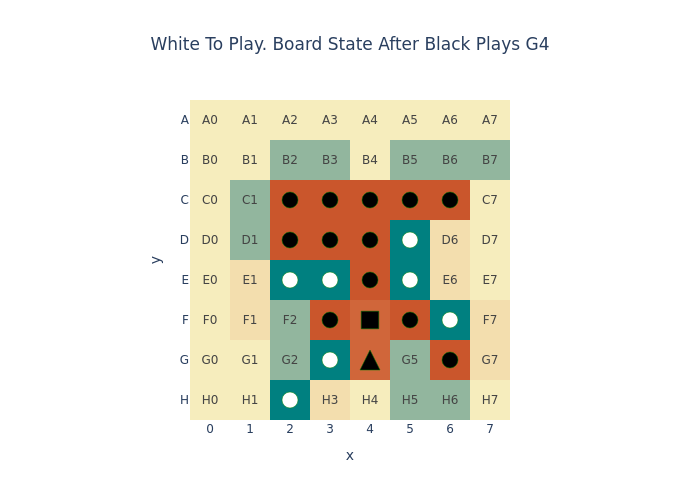 White To Play. Board State After Black Plays G4
A A0 A1 A2 A3 A4 A5 A6 A7
B B0 B1 B2 B3 B4 B5 B6 B7
C C0 C1 C7
D D0 D1 D6 D7
E E0 E1 E6 E7
F F0 F1 F2 F7
G G0 G1 G2 G5 G7
H H0 H1 H3 H4 H5 H6 H7
0 1 2 3 4 5 6 7
x
y